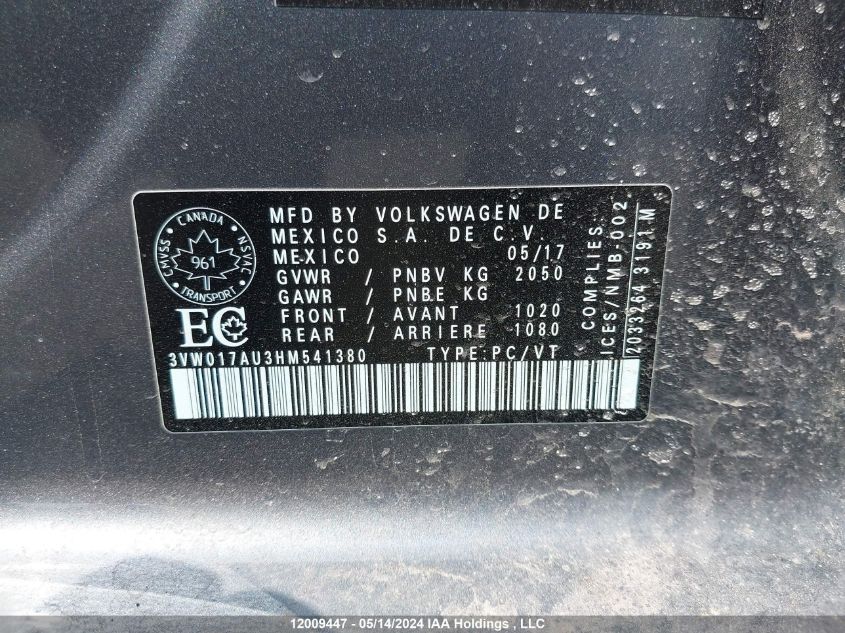 CANADA
CMVSS
NSVAC
961
TRANSPORT
EC
MFD BY VOLKSWAGEN DE
MEXICO S.A. DE C.V.
MEXICO 05/17
GVWR / PNBV KG 2050
GAWR / PNBE KG
FRONT / AVANT 1020
REAR / ARRIERE 1080
3VW017AU3HM541380 TYPE:PC/VT
COMPLIES:
ICES/NMB-002
2033264 3191M
12009447 - 05/14/2024 IAA Holdings, LLC